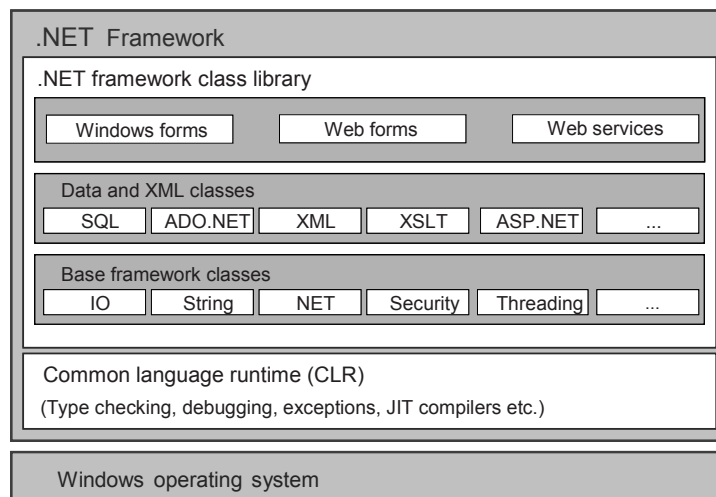 .NET Framework
.NET framework class library
Windows forms Web forms Web services
Data and XML classes
SQL ADO.NET XML XSLT ASP.NET ...
Base framework classes
IO String NET Security Threading ...
Common language runtime (CLR)
(Type checking, debugging, exceptions, JIT compilers etc.)
Windows operating system